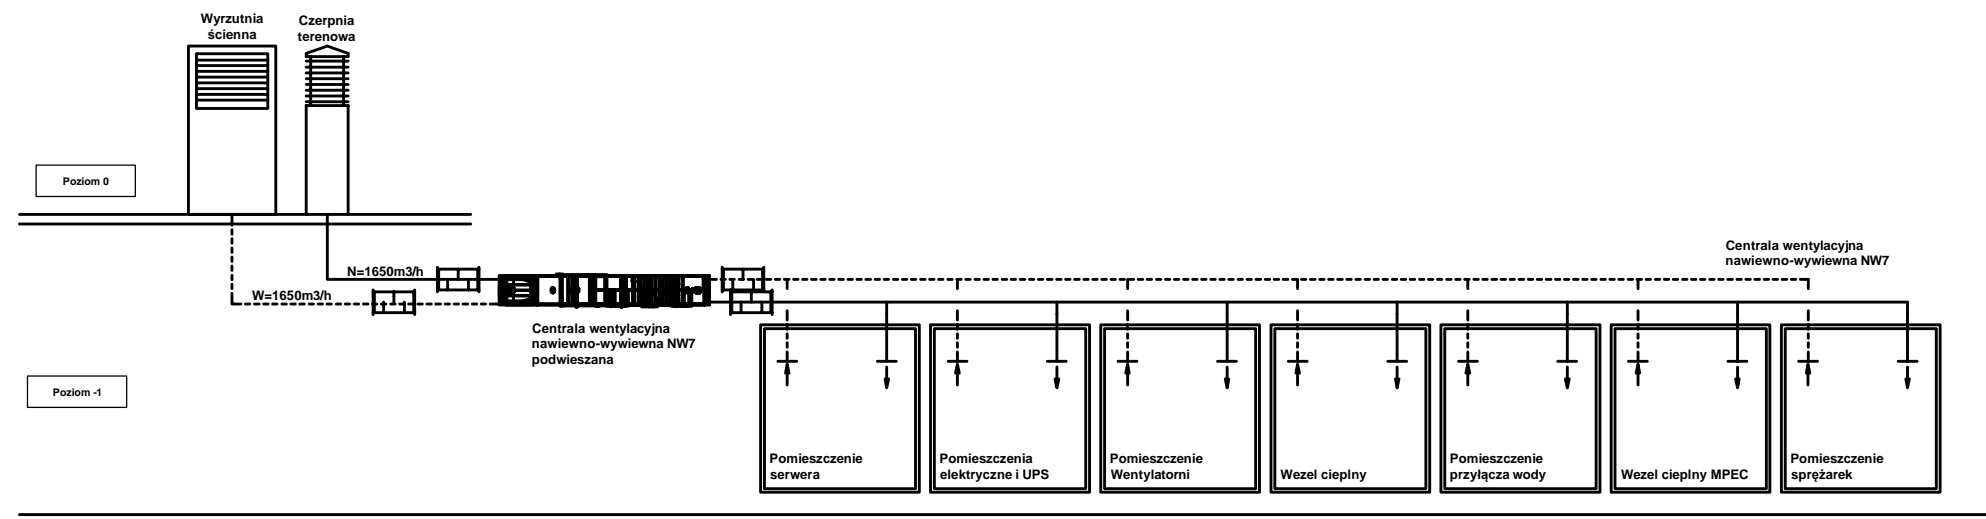 Wyrzutnia
ścienna
Czerpnia
terenowa
Poziom 0
N=1650m3/h
W=1650m3/h
Centrala wentylacyjna
nawiewno-wywiewna NW7
Centrala wentylacyjna
nawiewno-wywiewna NW7
podwieszana
Poziom -1
Pomieszczenie
serwera
Pomieszczenia
elektryczne i UPS
Pomieszczenie
Wentylatorni
Wezel cieplny
Pomieszczenie
przyłącza wody
Wezel cieplny MPEC
Pomieszczenie
sprężarek